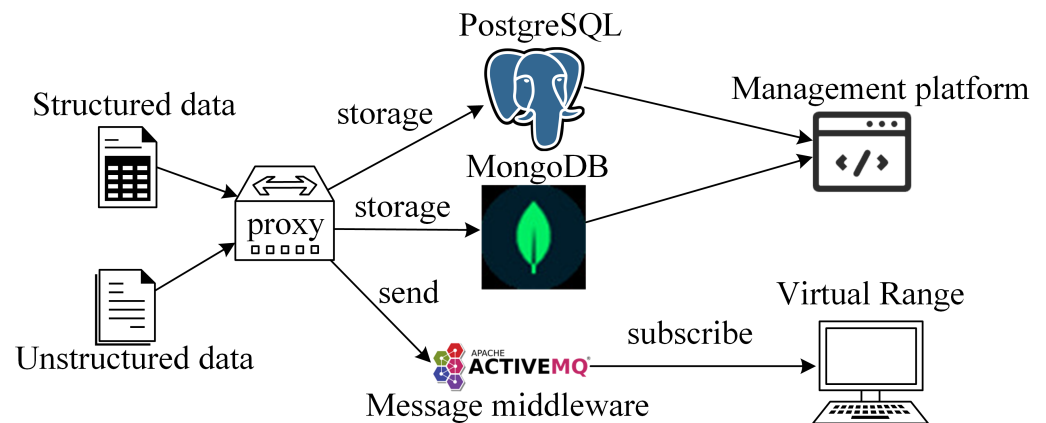 PostgreSQL
Structured data
storage
Management platform
</>
MongoDB
proxy
storage
send
Unstructured data
Virtual Range
subscribe
APACHE
ACTIVEMQ
Message middleware